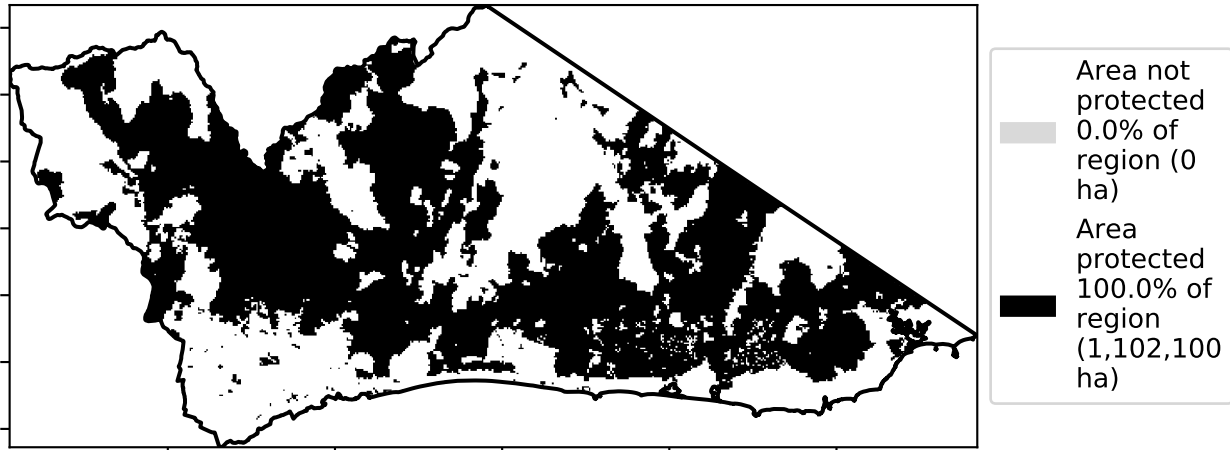 Area not
protected
0.0% of
region (0
ha)
Area
protected
100.0% of
region
(1,102,100
ha)